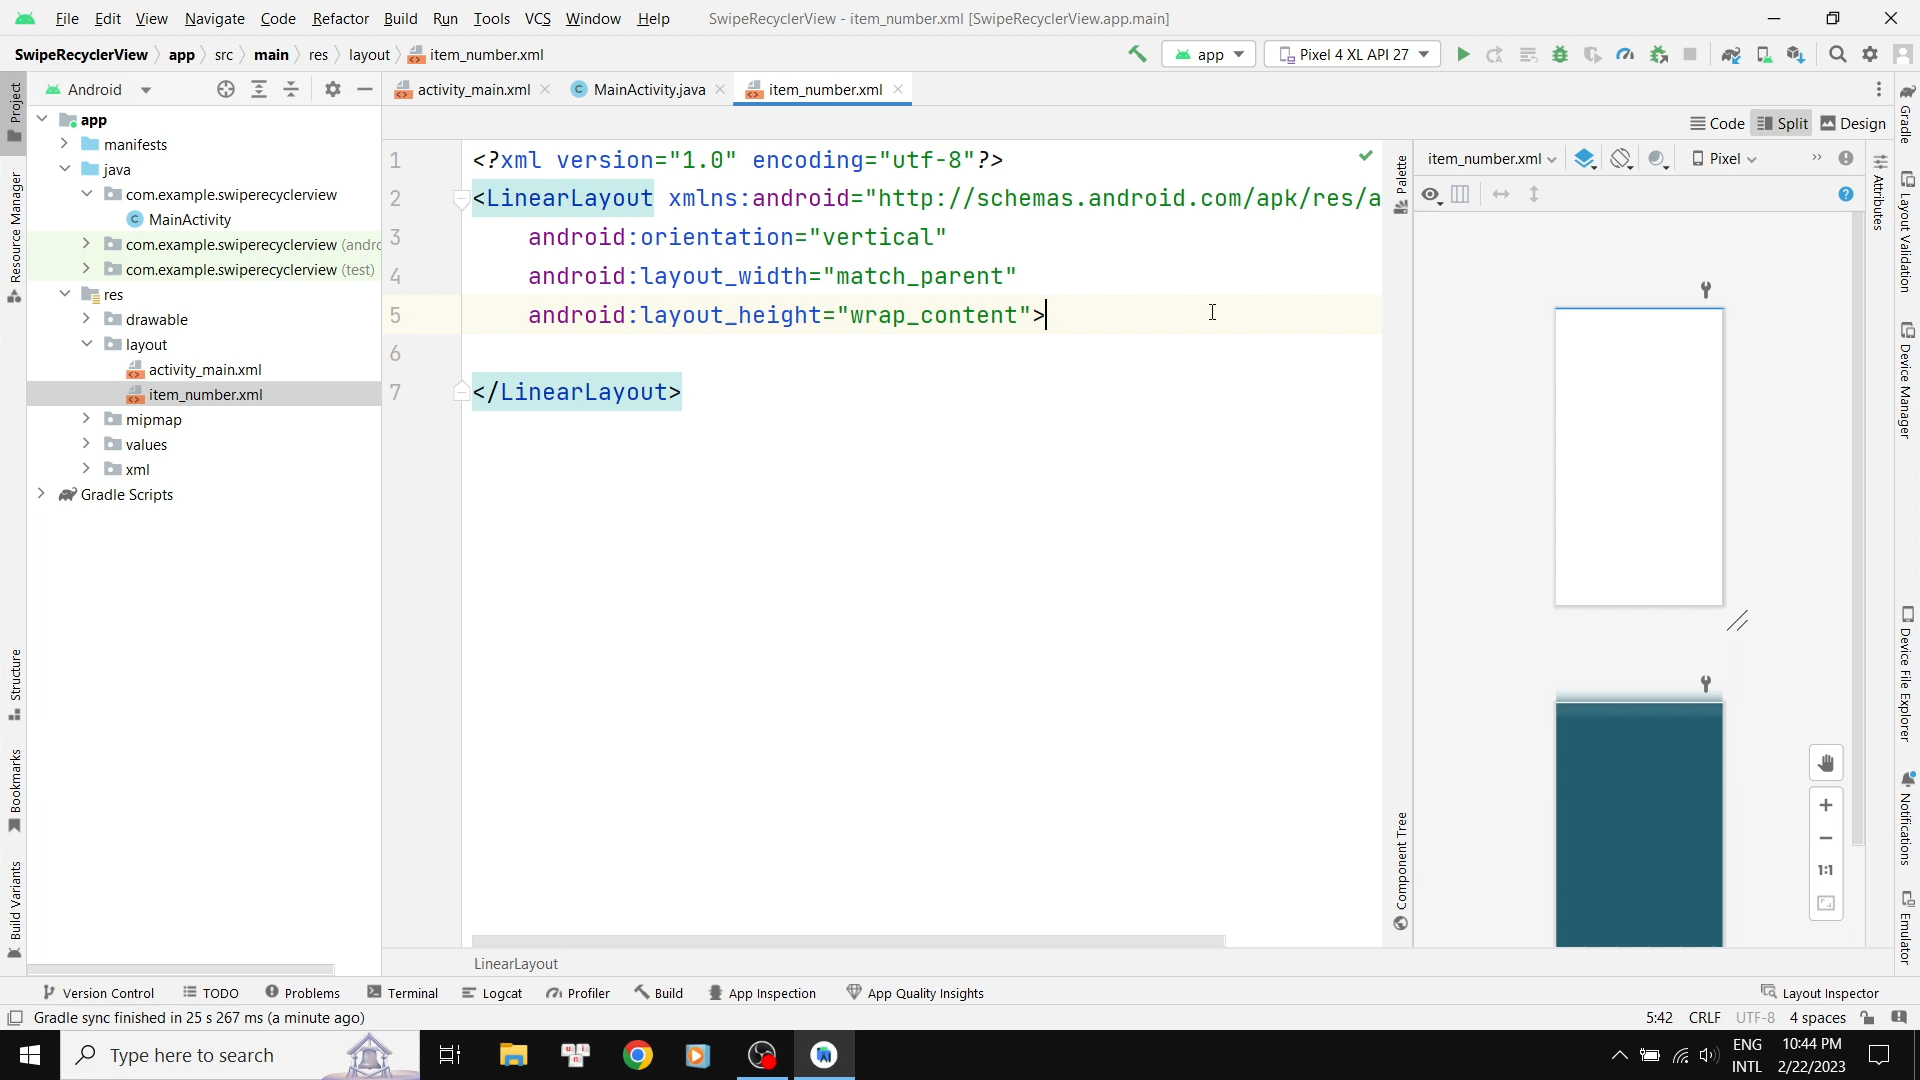 File Edit View Navigate Code Refactor Build Run Tools VCS Window Help SwipeRecyclerView - item_number.xml [SwipeRecyclerView.app.main]
SwipeRecyclerView app src main res layout item_number.xml app Pixel 4 XL API 27
Android activity_main.xml MainActivity.java item_number.xml
Code Split Design
item_number.xml Pixel
app
manifests
java
com.example.swiperecyclerview
MainActivity
com.example.swiperecyclerview (andro
com.example.swiperecyclerview (test)
res
drawable
layout
activity_main.xml
item_number.xml
mipmap
values
xml
Gradle Scripts
1 <?xml version="1.0" encoding="utf-8"?>
2 <LinearLayout xmlns:android="http://schemas.android.com/apk/res/a
3 android:orientation="vertical"
4 android:layout_width="match_parent"
5 android:layout_height="wrap_content">
6
7 </LinearLayout>
Project
Resource Manager
Structure
Bookmarks
Build Variants
Palette
Component Tree
Attributes
Gradle
Layout Validation
Device Manager
Device File Explorer
Notifications
Emulator
1:1
LinearLayout
Version Control TODO Problems Terminal Logcat Profiler Build App Inspection App Quality Insights Layout Inspector
Gradle sync finished in 25 s 267 ms (a minute ago) 5:42 CRLF UTF-8 4 spaces
Type here to search
ENG 10:44 PM
INTL 2/22/2023